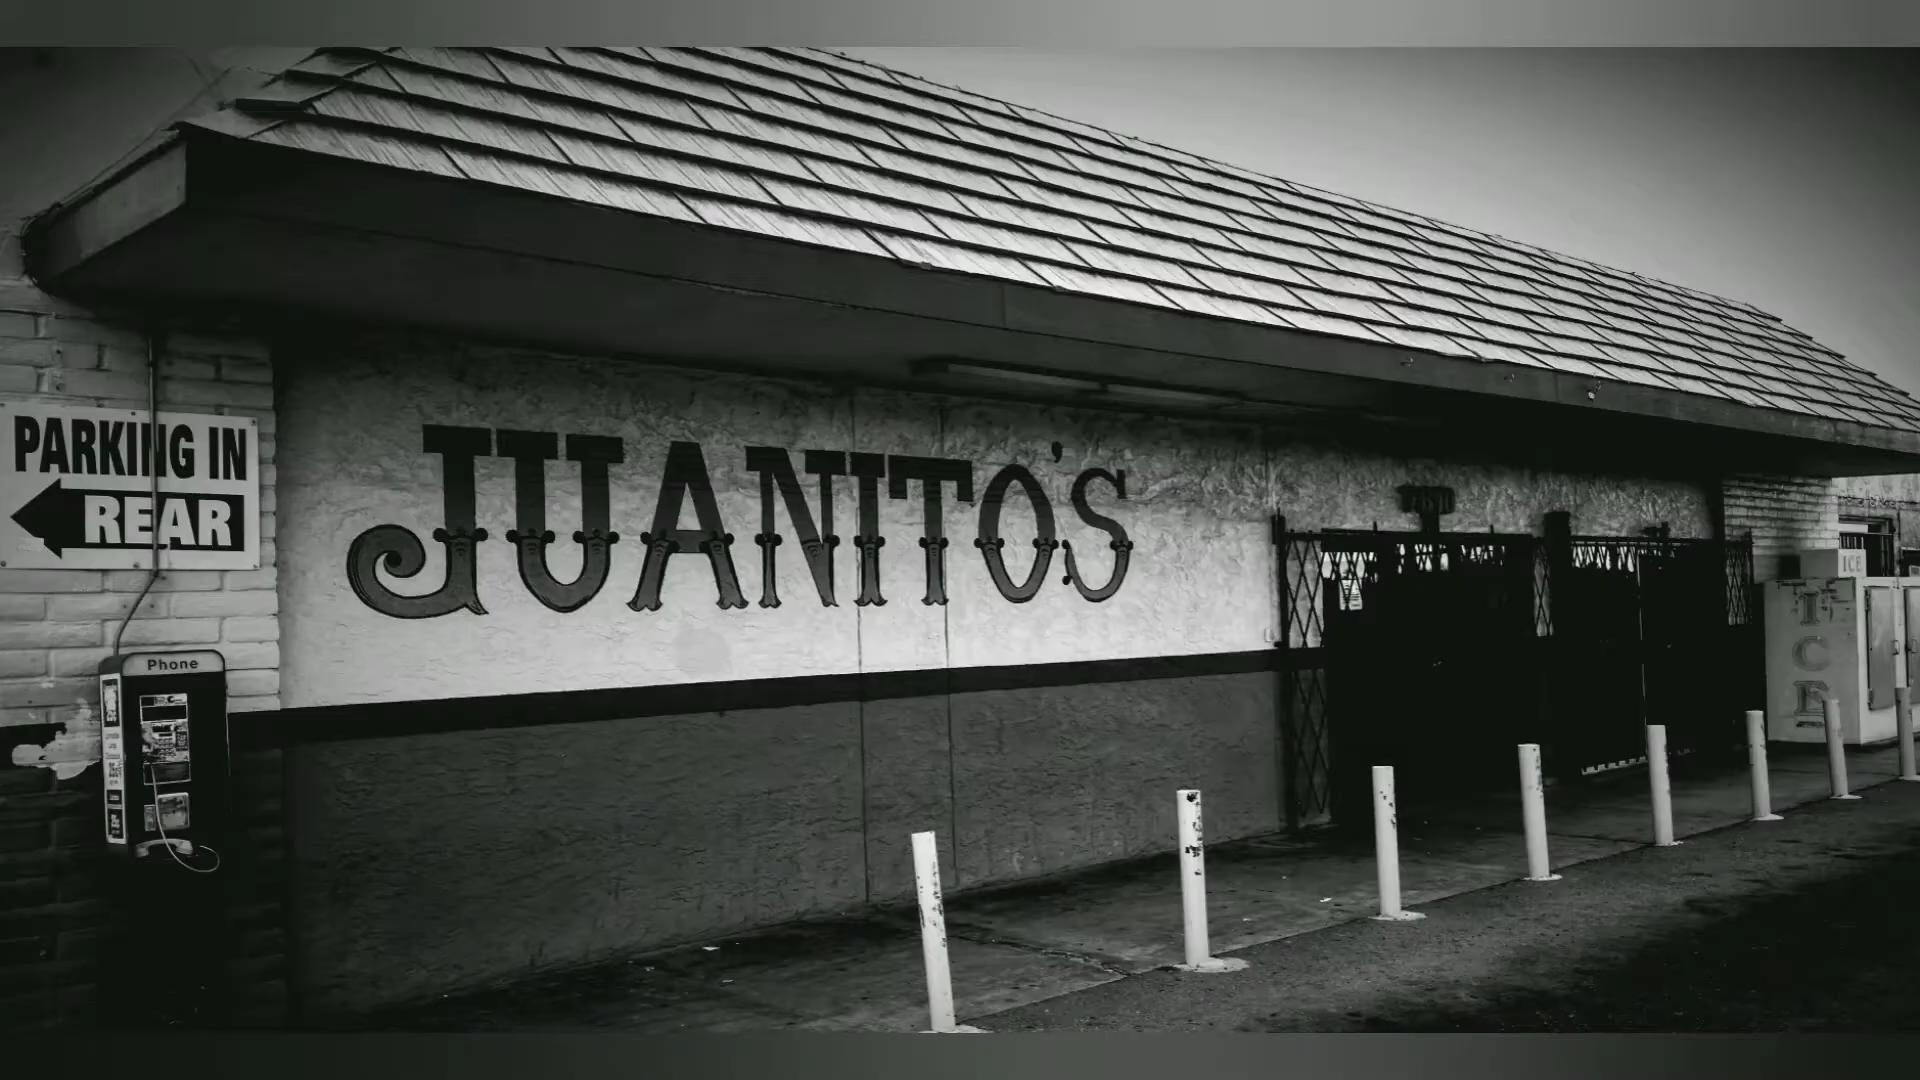 PARKING IN
REAR
JUANITO'S
Phone
ICE
ICE